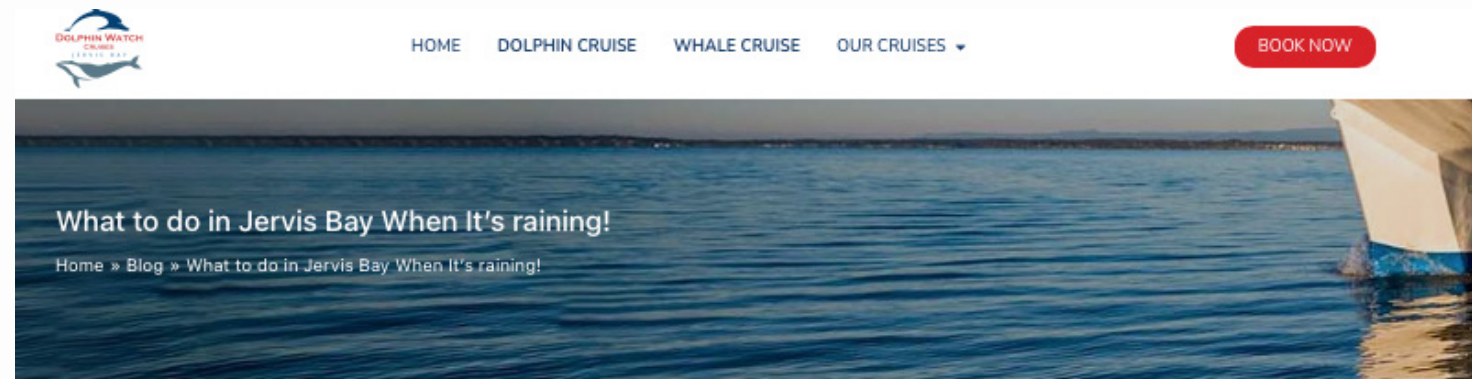 DOLPHIN WATCH
CRUISES
JERVIS BAY
HOME DOLPHIN CRUISE WHALE CRUISE OUR CRUISES
BOOK NOW
What to do in Jervis Bay When It's raining!
Home » Blog » What to do in Jervis Bay When It's raining!